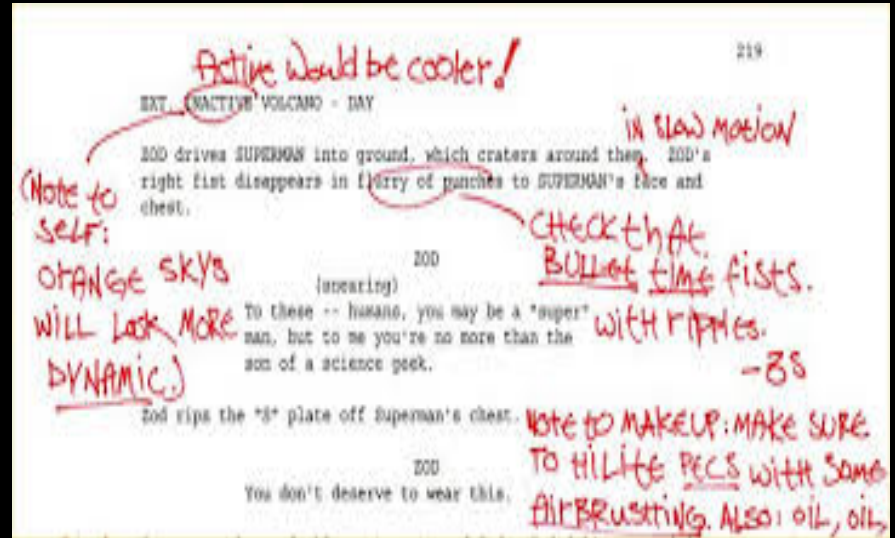 219
Active Would be cooler!
EXT. INACTIVE VOLCANO - DAY
IN SLOW MOTION
ZOD drives SUPERMAN into ground, which craters around them. ZOD's
right fist disappears in flurry of punches to SUPERMAN's face and
chest.
(Note to
SELF:
ORANGE SKYS
WILL LOOK MORE
DYNAMIC.)
CHECK that
BULLET TIME fists.
with ripples.
-ZS
ZOD
(snearing)
To these -- humans, you may be a "super"
man, but to me you're no more than the
son of a science geek.
Zod rips the "S" plate off Superman's chest.
NOTE to MAKEUP: MAKE SURE
TO HILITE PECS with SOME
AIRBRUSTING. ALSO: OIL, OIL,
ZOD
You don't deserve to wear this.